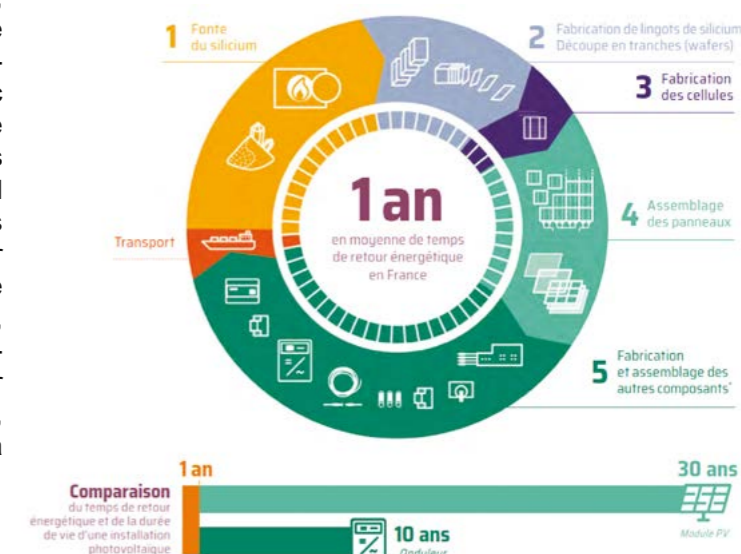 1 Fonte
du silicium
2 Fabrication de lingots de silicium
Découpe en tranches (wafers)
3 Fabrication
des cellules
1 an
en moyenne de temps
de retour énergétique
en France
4 Assemblage
des panneaux
Transport
5 Fabrication
et assemblage des
autres composants*
1 an
30 ans
Comparaison
du temps de retour
énergétique et de la durée
de vie d'une installation
photovoltaïque
Module PV
10 ans
Onduleur